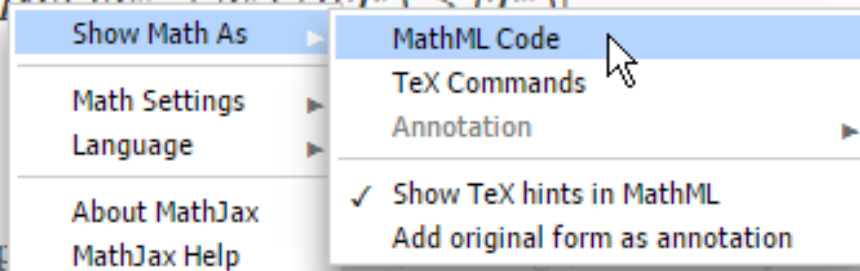 Show Math As
Math Settings
Language
About MathJax
MathJax Help
MathML Code
TeX Commands
Annotation
✓ Show TeX hints in MathML
Add original form as annotation